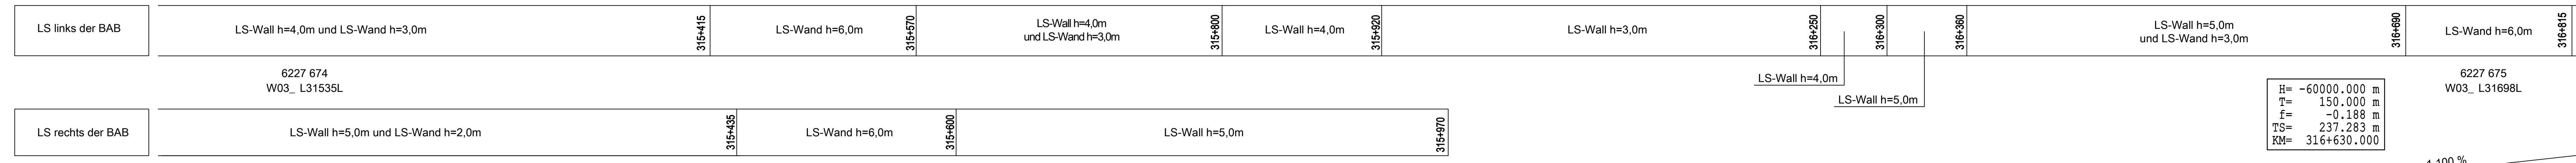 LS links der BAB
LS-Wall h=4,0m und LS-Wand h=3,0m
315+415
LS-Wand h=6,0m
315+570
LS-Wall h=4,0m
und LS-Wand h=3,0m
315+800
LS-Wall h=4,0m
315+920
LS-Wall h=3,0m
316+250
316+300
316+360
LS-Wall h=5,0m
und LS-Wand h=3,0m
316+690
LS-Wand h=6,0m
316+815
6227 674
W03_ L31535L
LS-Wall h=4,0m
LS-Wall h=5,0m
6227 675
W03_ L31698L
H= -60000.000 m
T= 150.000 m
f= -0.188 m
TS= 237.283 m
KM= 316+630.000
LS rechts der BAB
LS-Wall h=5,0m und LS-Wand h=2,0m
315+435
LS-Wand h=6,0m
315+600
LS-Wall h=5,0m
315+970